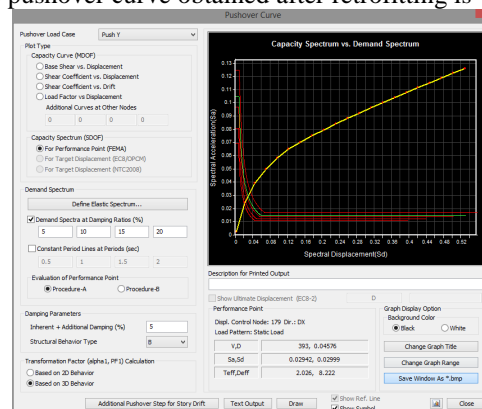 pushover curve obtained after retrofitting is
Pushover Curve
Pushover Load Case
Push Y
Plot Type
Capacity Curve (MDOF)
Base Shear vs. Displacement
Shear Coefficient vs. Displacement
Shear Coefficient vs. Drift
Load Factor vs Displacement
Additional Curves at Other Nodes
0 0 0 0
Capacity Spectrum (SDOF)
For Performance Point (FEMA)
For Target Displacement (EC8/OPCM)
For Target Displacement (NTC2008)
Demand Spectrum
Define Elastic Spectrum...
Demand Spectra at Damping Ratios (%)
5 10 15 20
Constant Period Lines at Periods (sec)
0.5 1 1.5 2
Evaluation of Performance Point
Procedure-A Procedure-B
Damping Parameters
Inherent + Additional Damping (%) 5
Structural Behavior Type B
Transformation Factor (alpha1, PF1) Calculation
Based on 2D Behavior
Based on 3D Behavior
Capacity Spectrum vs. Demand Spectrum
Spectral Acceleration(Sa)
0.13
0.12
0.11
0.1
0.09
0.08
0.07
0.06
0.05
0.04
0.03
0.02
0.01
0
0 0.04 0.08 0.12 0.16 0.2 0.24 0.28 0.32 0.36 0.4 0.44 0.48 0.52
Spectral Displacement(Sd)
Description for Printed Output
Show Ultimate Displacement (EC8-2) D
Performance Point
Displ. Control Node: 179 Dir.: DX
Load Pattern: Static Load
V,D 393, 0.04576
Sa,Sd 0.02942, 0.02999
Teff,Deff 2.026, 8.222
Graph Display Option
Background Color
Black White
Change Graph Title
Change Graph Range
Save Window As *.bmp
Additional Pushover Step for Story Drift Text Output Draw
Show Ref. Line
Show Symbol
Close